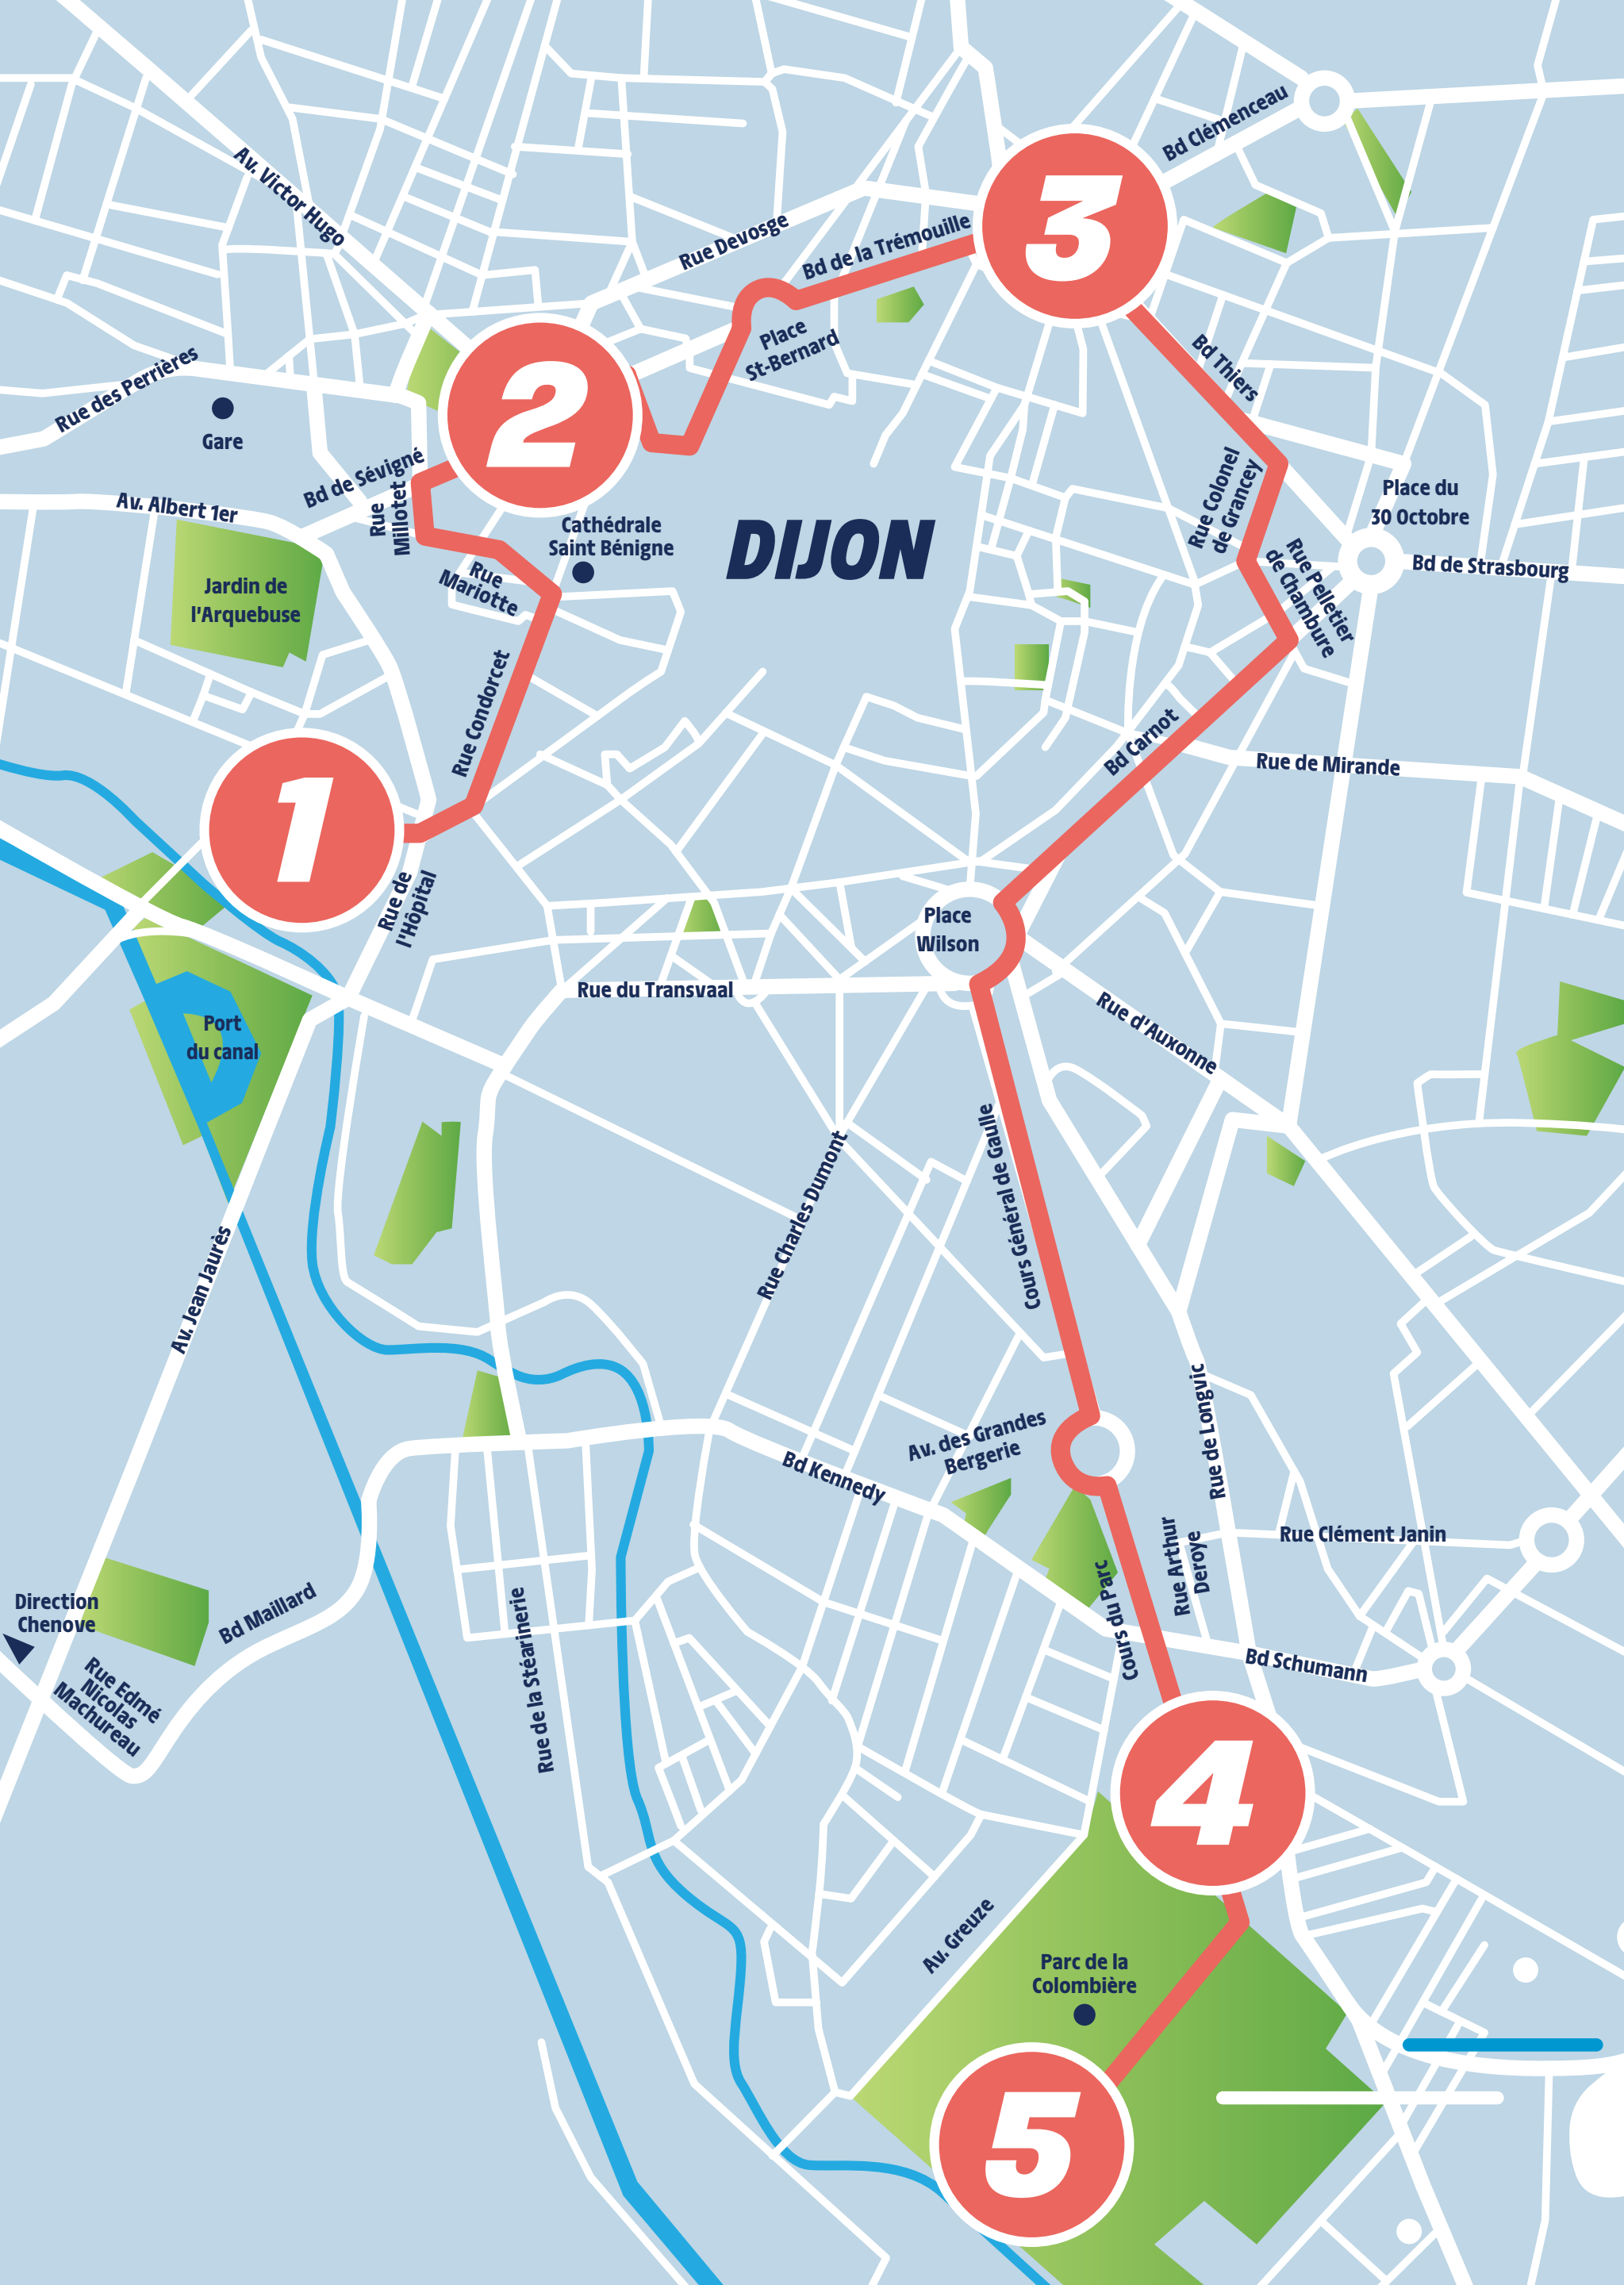 Bd Clémenceau
Av. Victor Hugo
3
Rue Devosge
Bd de la Trémouille
Place
St-Bernard
Bd Thiers
Rue des Perrières
Gare
2
Bd de Sévigné
Rue
Millotet
Av. Albert 1er
Rue Colonel
de Grancey
Place du
30 Octobre
Cathédrale
Saint Bénigne
DIJON
Bd de Strasbourg
Rue Pelletier
de Chambure
Jardin de
l'Arquebuse
Rue
Mariotte
Rue Condorcet
Bd Carnot
Rue de Mirande
1
Rue de
l'Hôpital
Place
Wilson
Rue du Transvaal
Rue d'Auxonne
Port
du canal
Cours Général de Gaulle
Rue Charles Dumont
Av. Jean Jaurès
Rue de Longvic
Av. des Grandes
Bergerie
Bd Kennedy
Rue Arthur
Deroye
Rue Clément Janin
Cours du Parc
Direction
Chenove
Bd Maillard
Rue de la Stéarinerie
Rue Edmé
Nicolas
Machureau
Bd Schumann
4
Av. Greuze
Parc de la
Colombière
5